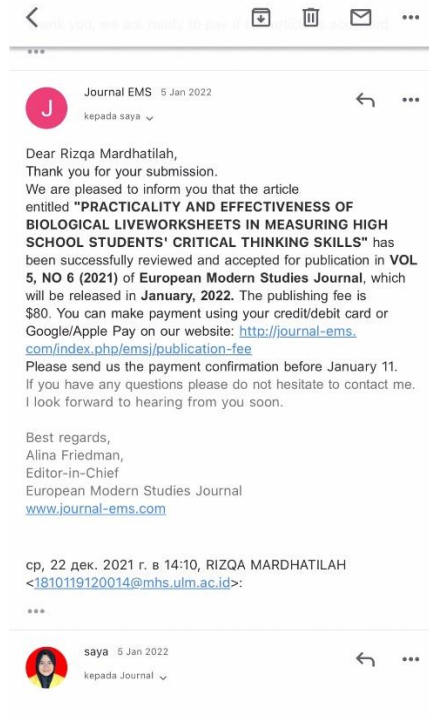 Journal EMS 5 Jan 2022
J
kepada saya
Dear Rizqa Mardhatilah,
Thank you for your submission.
We are pleased to inform you that the article
entitled "PRACTICALITY AND EFFECTIVENESS OF
BIOLOGICAL LIVEWORKSHEETS IN MEASURING HIGH
SCHOOL STUDENTS' CRITICAL THINKING SKILLS" has
been successfully reviewed and accepted for publication in VOL
5, NO 6 (2021) of European Modern Studies Journal, which
will be released in January, 2022. The publishing fee is
$80. You can make payment using your credit/debit card or
Google/Apple Pay on our website: http://journal-ems.
com/index.php/emsj/publication-fee
Please send us the payment confirmation before January 11.
If you have any questions please do not hesitate to contact me.
I look forward to hearing from you soon.
Best regards,
Alina Friedman,
Editor-in-Chief
European Modern Studies Journal
www.journal-ems.com
ср, 22 дек. 2021 г. в 14:10, RIZQA MARDHATILAH
<1810119120014@mhs.ulm.ac.id>:
saya 5 Jan 2022
kepada Journal